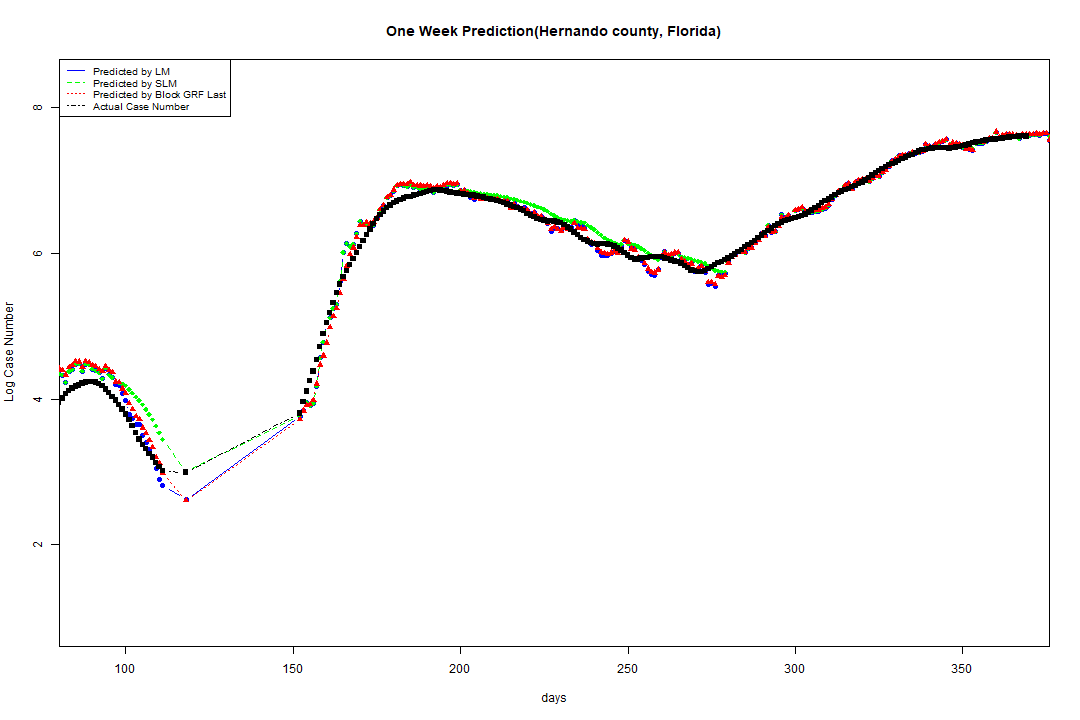 One Week Prediction(Hernando county, Florida)
Predicted by LM
Predicted by SLM
Predicted by Block GRF Last
Actual Case Number
8
6
4
2
Log Case Number
100 150 200 250 300 350
days